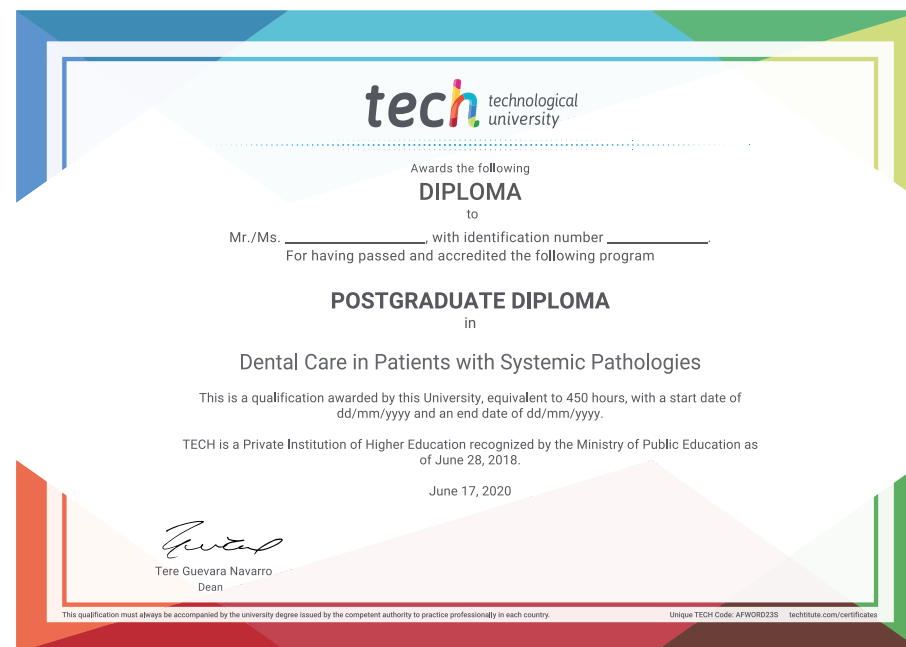 tech technological
university
Awards the following
DIPLOMA
to
Mr./Ms. ____________________, with identification number ______________.
For having passed and accredited the following program
POSTGRADUATE DIPLOMA
in
Dental Care in Patients with Systemic Pathologies
This is a qualification awarded by this University, equivalent to 450 hours, with a start date of
dd/mm/yyyy and an end date of dd/mm/yyyy.
TECH is a Private Institution of Higher Education recognized by the Ministry of Public Education as
of June 28, 2018.
June 17, 2020
Tere Guevara Navarro
Dean
This qualification must always be accompanied by the university degree issued by the competent authority to practice professionally in each country.
Unique TECH Code: AFWORD23S techtitute.com/certificates